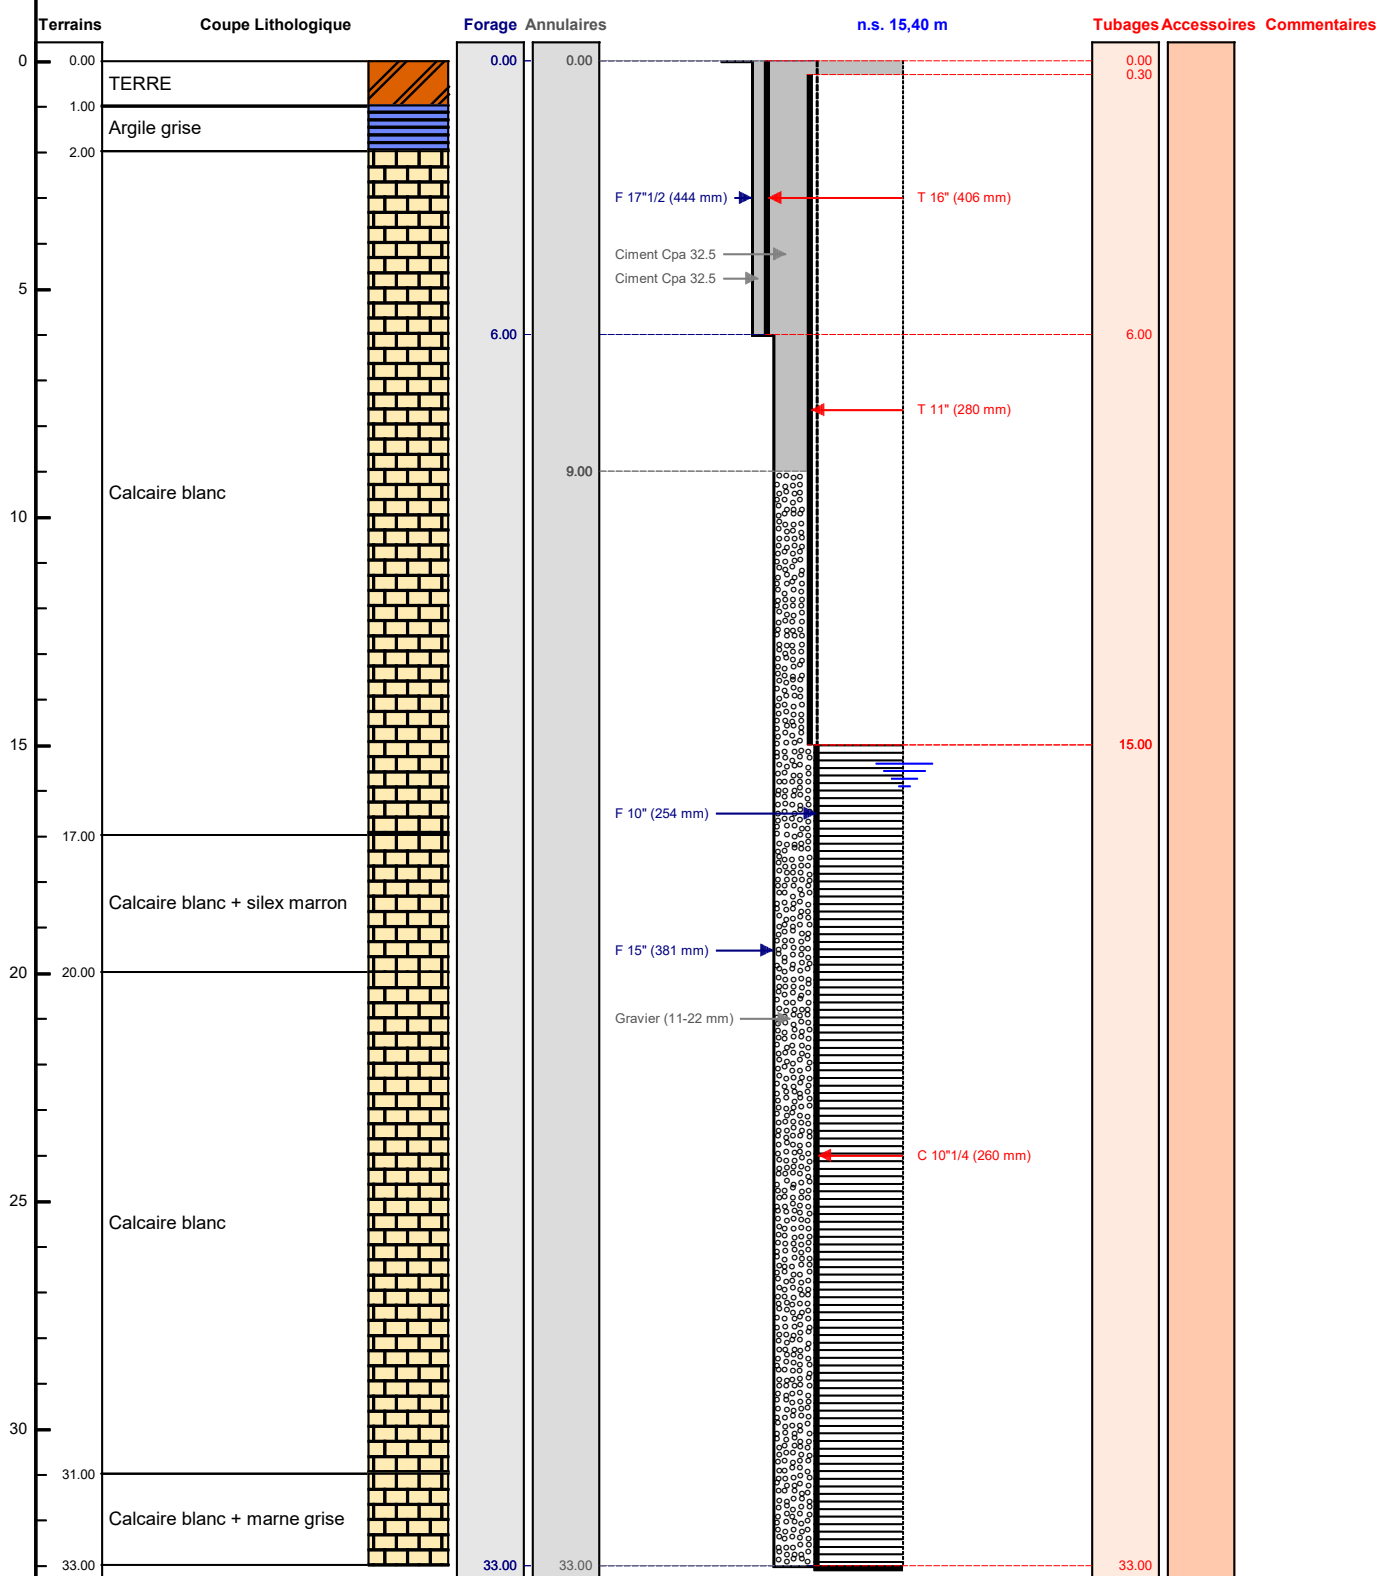 Terrains Coupe Lithologique Forage Annulaires n.s. 15,40 m Tubages Accessoires Commentaires
0 0.00 0.00 0.00 0.00
0.30
TERRE
1.00
Argile grise
2.00
F 17"1/2 (444 mm) T 16" (406 mm)
Ciment Cpa 32.5
Ciment Cpa 32.5
5
6.00 6.00
T 11" (280 mm)
9.00
Calcaire blanc
10
15 15.00
F 10" (254 mm)
17.00
Calcaire blanc + silex marron
F 15" (381 mm)
20 20.00
Gravier (11-22 mm)
C 10"1/4 (260 mm)
25
Calcaire blanc
30
31.00
Calcaire blanc + marne grise
33.00 33.00 33.00 33.00